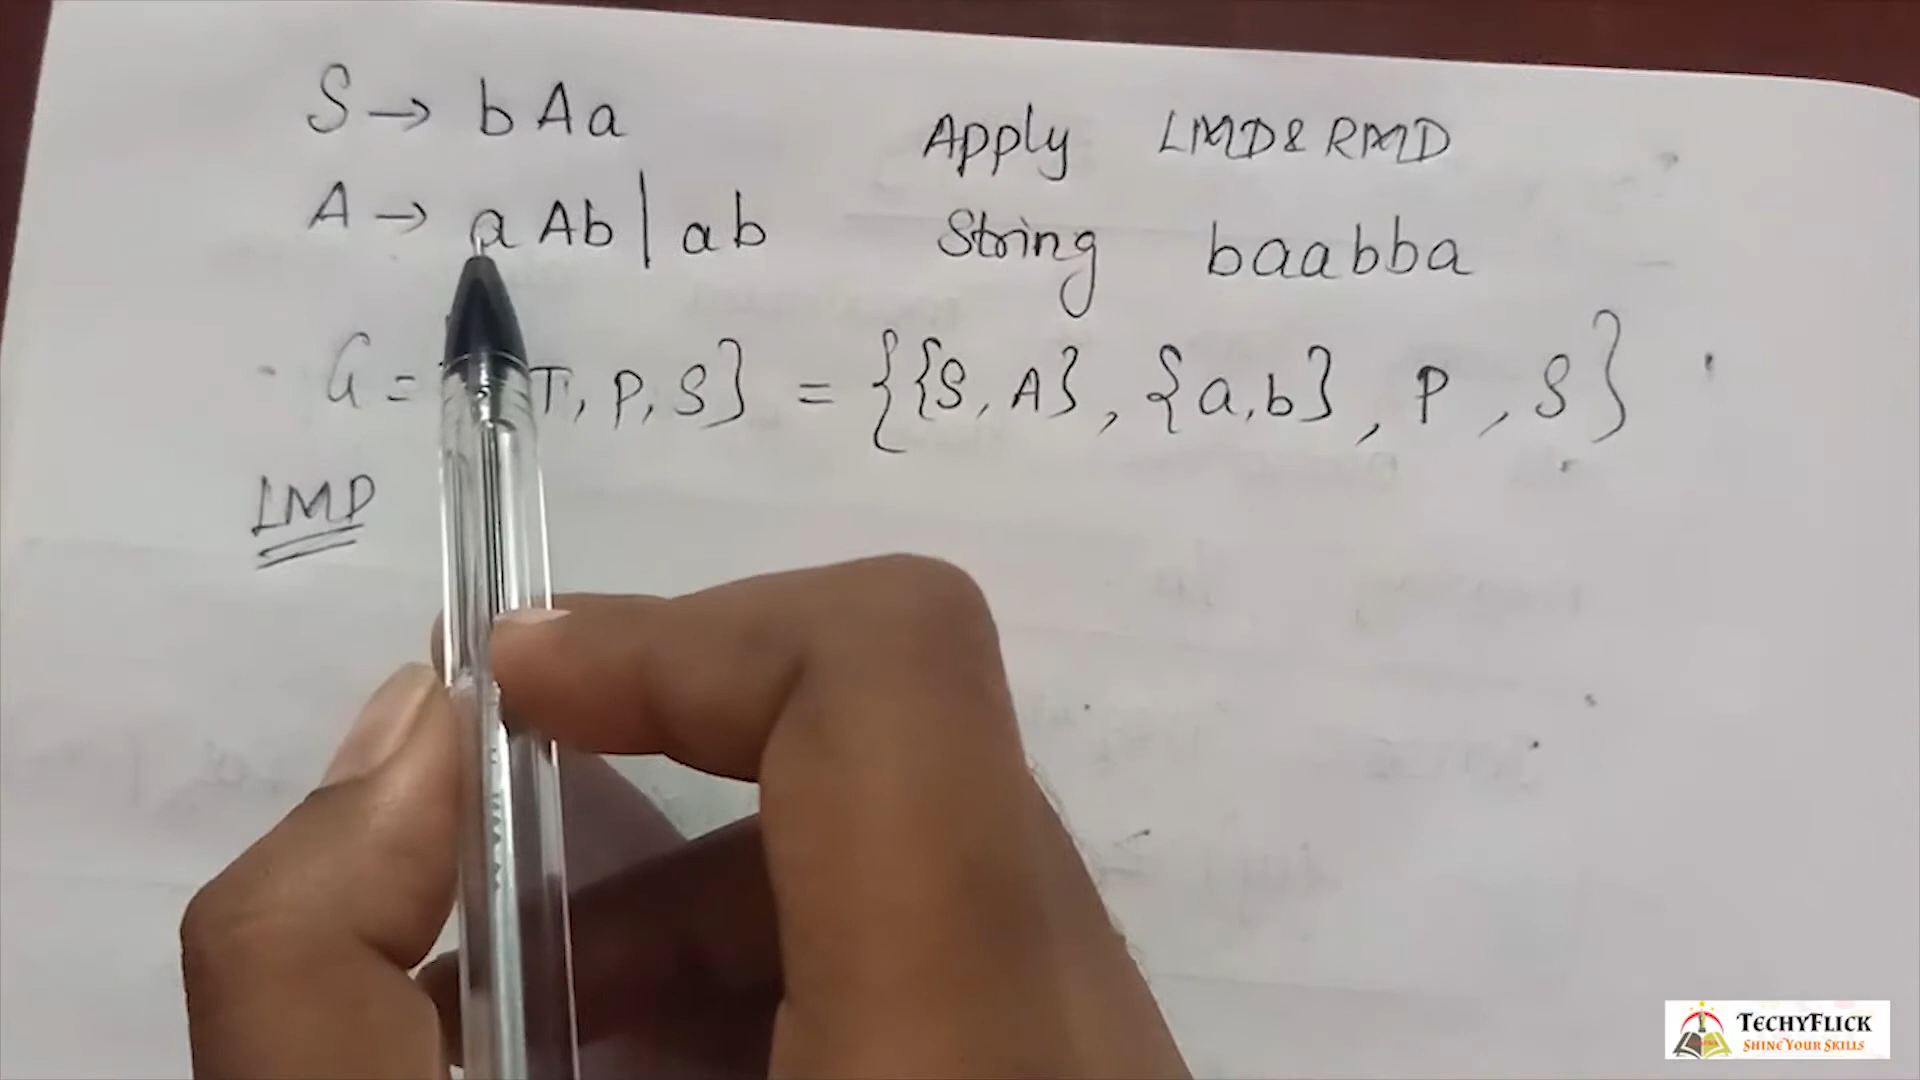 S → bAa
A → aAb | ab
Apply LMD & RMD
String baabba
G = T, P, S} = {{S, A}, {a, b}, P, S}
LMD
TECHYFLICK
SHINE YOUR SKILLS